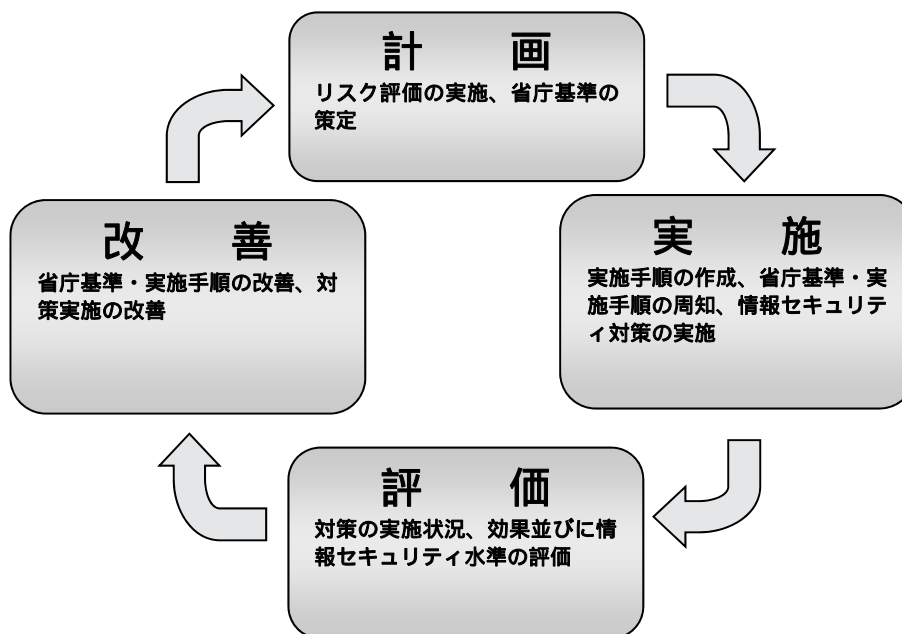 計　画
リスク評価の実施、省庁基準の
策定
実　施
実施手順の作成、省庁基準・実
施手順の周知、情報セキュリテ
ィ対策の実施
評　価
対策の実施状況、効果並びに情
報セキュリティ水準の評価
改　善
省庁基準・実施手順の改善、対
策実施の改善